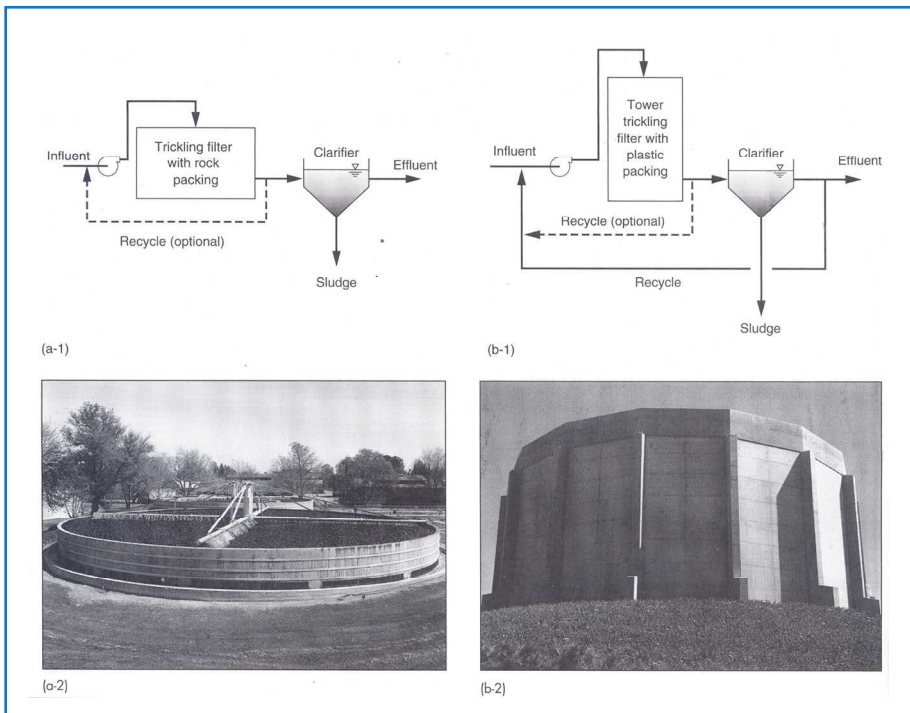 Influent
Trickling filter
with rock
packing
Clarifier
Effluent
Recycle (optional)
Sludge
(a-1)
Influent
Tower
trickling
filter with
plastic
packing
Clarifier
Effluent
Recycle (optional)
Recycle
Sludge
(b-1)
(a-2)
(b-2)